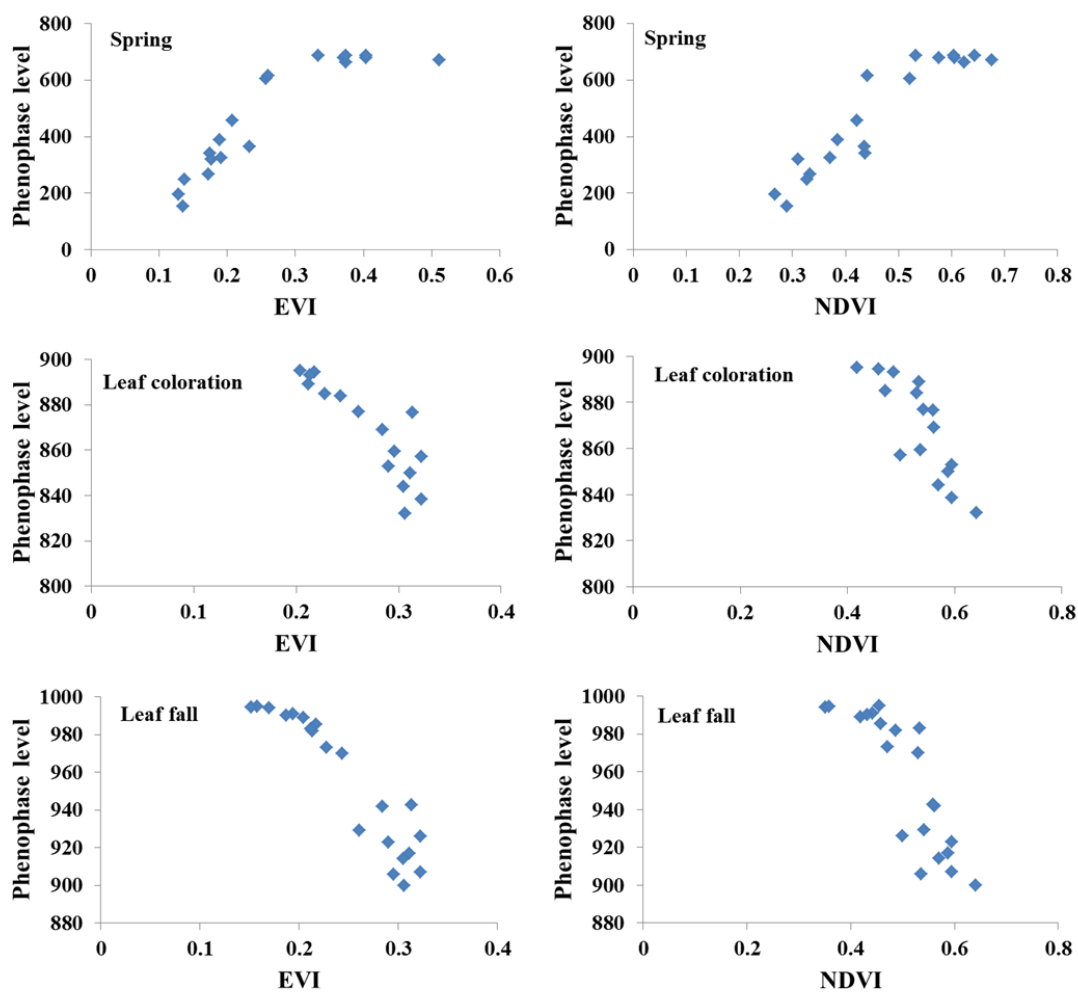 Spring
Phenophase level
800
600
400
200
0
0 0.1 0.2 0.3 0.4 0.5 0.6
EVI
Spring
Phenophase level
800
600
400
200
0
0 0.1 0.2 0.3 0.4 0.5 0.6 0.7 0.8
NDVI
Leaf coloration
Phenophase level
900
880
860
840
820
800
0 0.1 0.2 0.3 0.4
EVI
Leaf coloration
Phenophase level
900
880
860
840
820
800
0 0.2 0.4 0.6 0.8
NDVI
Leaf fall
Phenophase level
1000
980
960
940
920
900
880
0 0.1 0.2 0.3 0.4
EVI
Leaf fall
Phenophase level
1000
980
960
940
920
900
880
0 0.2 0.4 0.6 0.8
NDVI